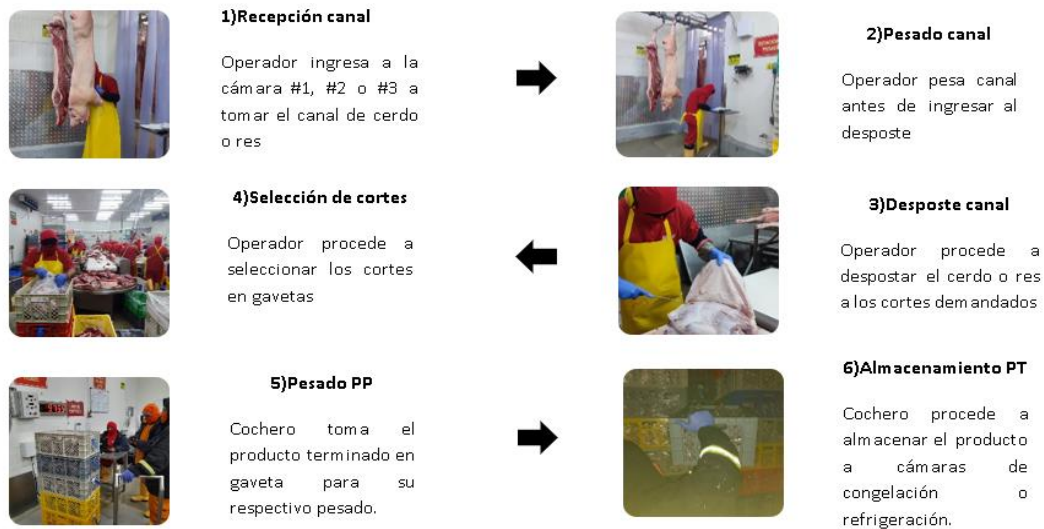 1)Recepción canal
Operador ingresa a la
cámara #1, #2 o #3 a
tomar el canal de cerdo
o res
2)Pesado canal
Operador pesa canal
antes de ingresar al
desposte
3)Desposte canal
Operador procede a
despostar el cerdo o res
a los cortes demandados
4)Selección de cortes
Operador procede a
seleccionar los cortes
en gavetas
5)Pesado PP
Cochero toma el
producto terminado en
gaveta para su
respectivo pesado.
6)Almacenamiento PT
Cochero procede a
almacenar el producto
a cámaras de
congelación o
refrigeración.